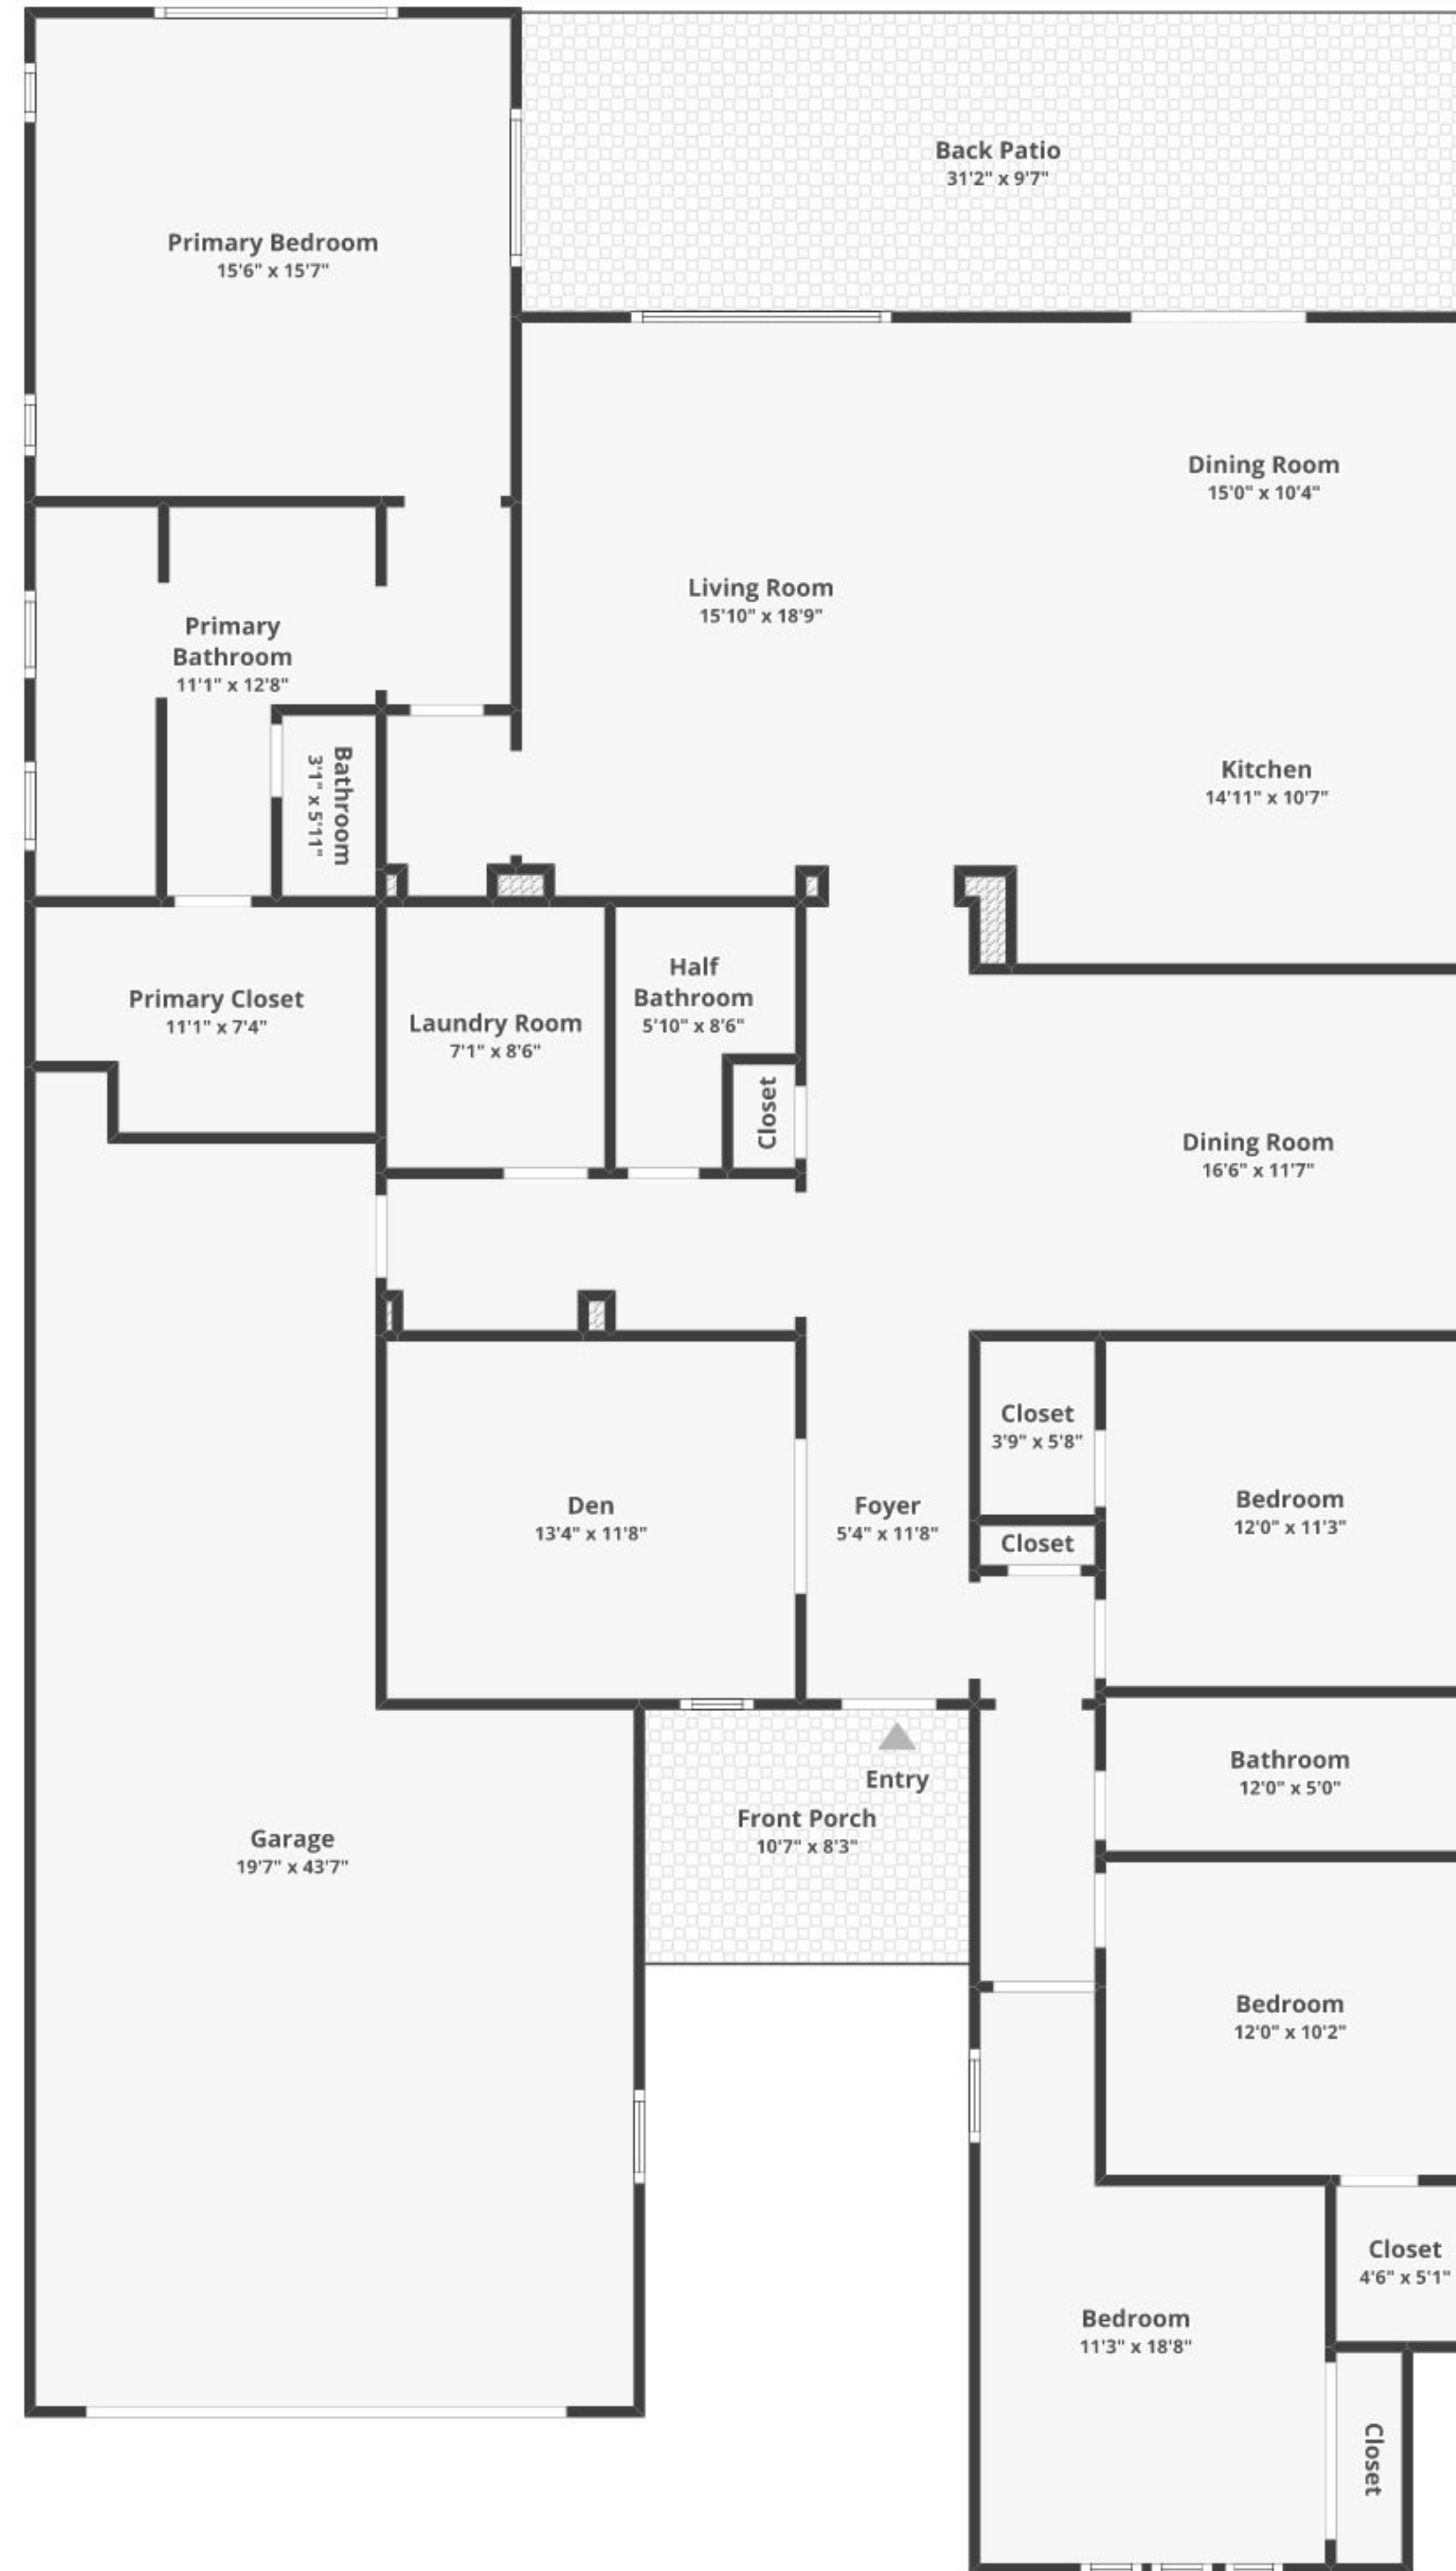 Back Patio
31'2" x 9'7"
Primary Bedroom
15'6" x 15'7"
Dining Room
15'0" x 10'4"
Living Room
15'10" x 18'9"
Primary
Bathroom
11'1" x 12'8"
Kitchen
14'11" x 10'7"
Bathroom
3'1" x 5'11"
Half
Bathroom
5'10" x 8'6"
Primary Closet
11'1" x 7'4"
Laundry Room
7'1" x 8'6"
Closet
Dining Room
16'6" x 11'7"
Closet
3'9" x 5'8"
Den
13'4" x 11'8"
Foyer
5'4" x 11'8"
Bedroom
12'0" x 11'3"
Closet
Entry
Bathroom
12'0" x 5'0"
Front Porch
10'7" x 8'3"
Garage
19'7" x 43'7"
Bedroom
12'0" x 10'2"
Closet
4'6" x 5'1"
Bedroom
11'3" x 18'8"
Closet